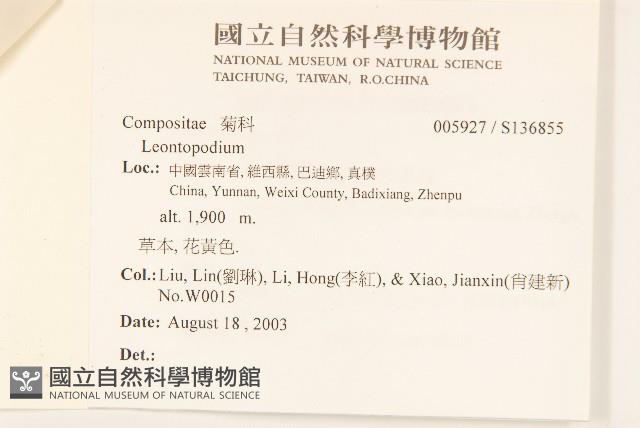 國立自然科學博物館
NATIONAL MUSEUM OF NATURAL SCIENCE
TAICHUNG, TAIWAN, R.O.CHINA
Compositae 菊科 005927 / S136855
Leontopodium
Loc.: 中國雲南省, 維西縣, 巴迪鄉, 真樸
China, Yunnan, Weixi County, Badixiang, Zhenpu
alt. 1,900 m.
草本, 花黃色.
Col.: Liu, Lin(劉琳), Li, Hong(李紅), & Xiao, Jianxin(肖建新)
No.W0015
Date: August 18 , 2003
Det.:
國立自然科學博物館
NATIONAL MUSEUM OF NATURAL SCIENCE